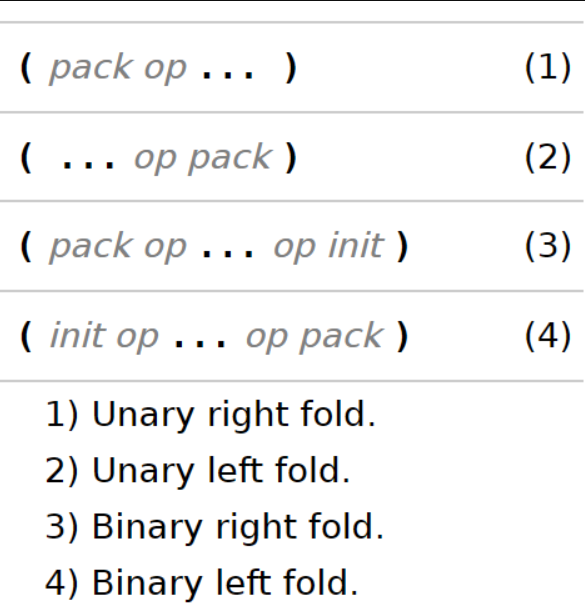 ( pack op ... ) (1)
( ... op pack ) (2)
( pack op ... op init ) (3)
( init op ... op pack ) (4)
1) Unary right fold.
2) Unary left fold.
3) Binary right fold.
4) Binary left fold.